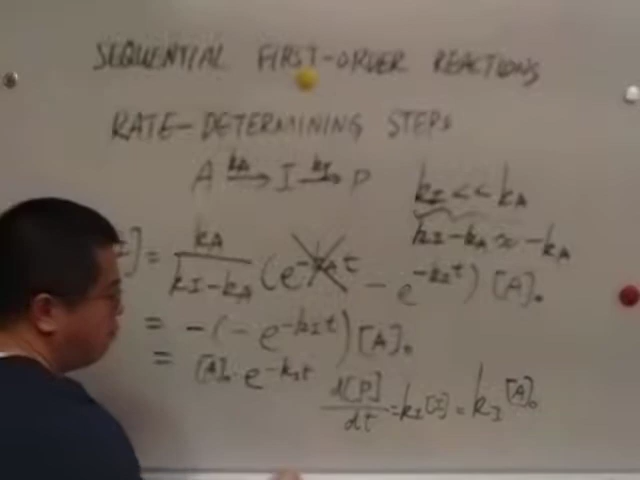 SEQUENTIAL FIRST-ORDER REACTIONS
RATE-DETERMINING STEPS
A —kA→ I —kI→ P
kI << kA
kI-kA ≈ -kA
I] = kA/(kI-kA) (e^-kAt - e^-kIt) [A]₀
= -(-e^-kIt)[A]₀
= [A]₀·e^-kIt
d[P]/dt = kI[I] = kI[A]₀